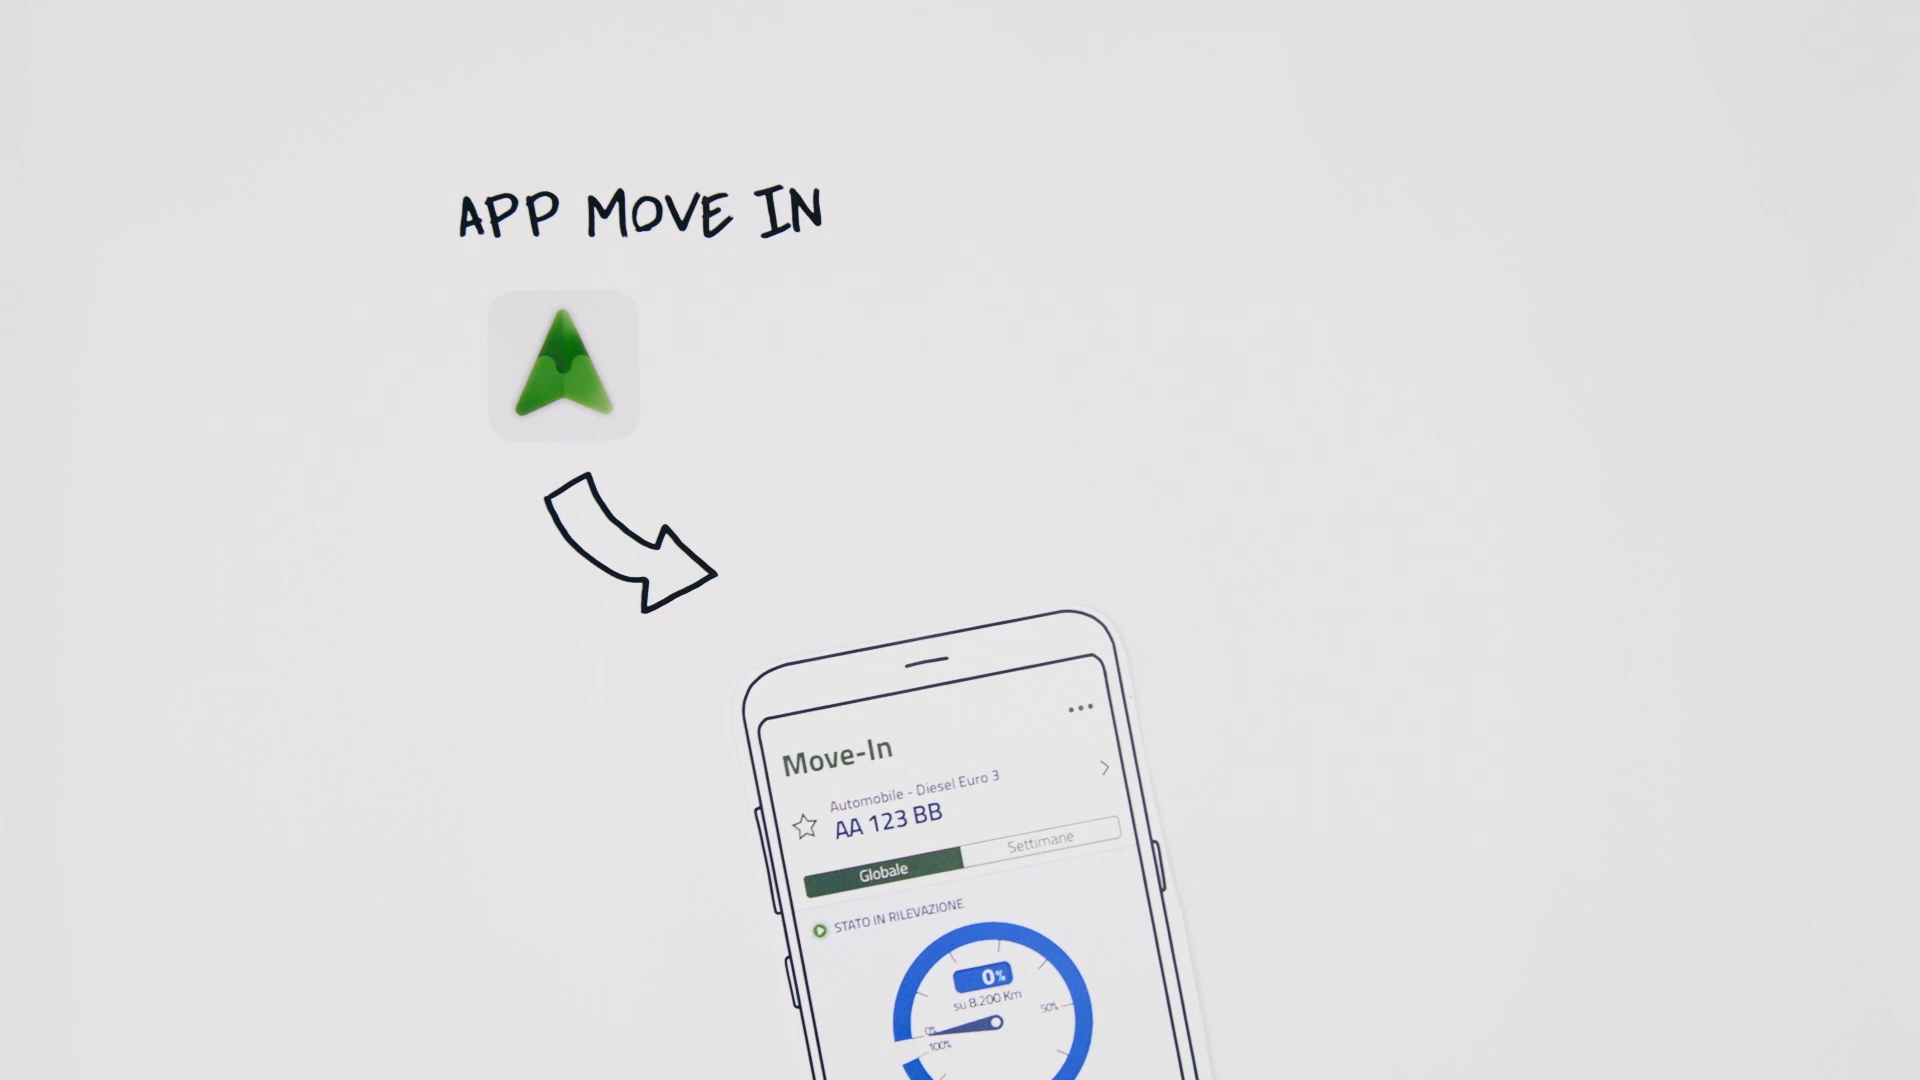 APP MOVE IN
Move-In
Automobile - Diesel Euro 3
AA 123 BB
Globale
Settimane
STATO IN RILEVAZIONE
0%
su 8.200 Km
50%
0%
100%